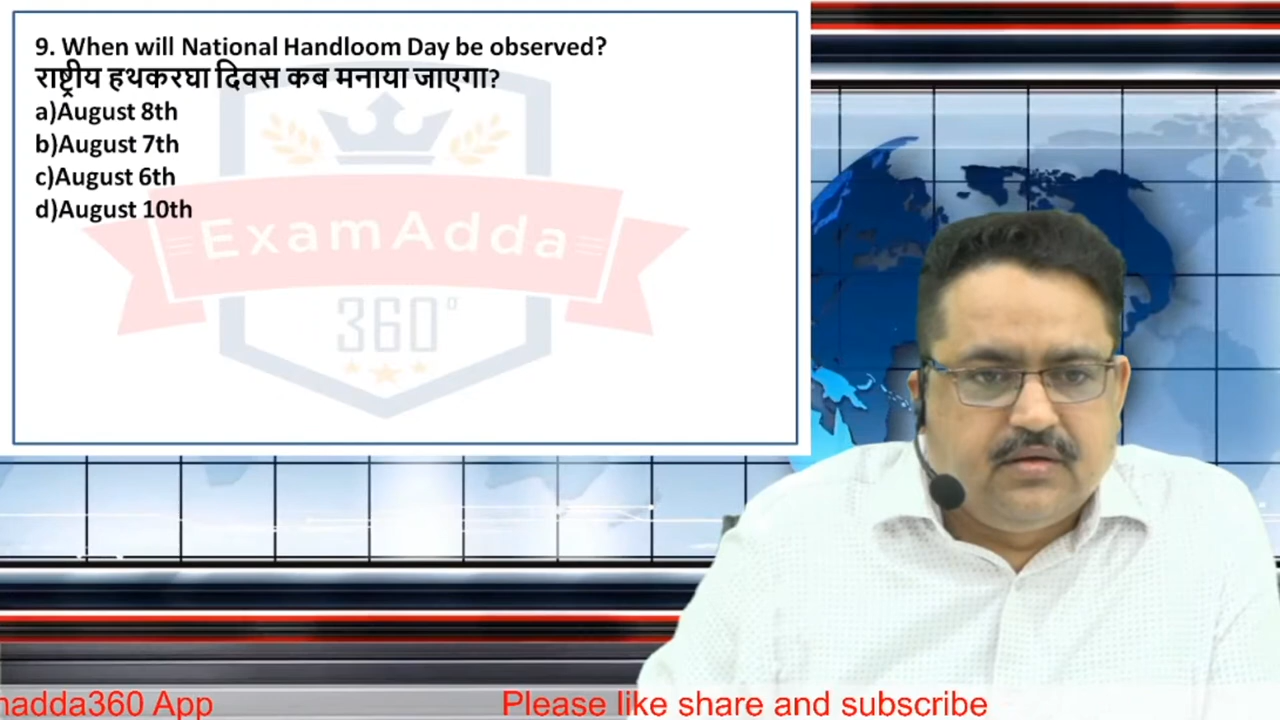 9. When will National Handloom Day be observed?
राष्ट्रीय हथकरघा दिवस कब मनाया जाएगा?
a)August 8th
b)August 7th
c)August 6th
d)August 10th
ExamAdda
360°
nadda360 App
Please like share and subscribe